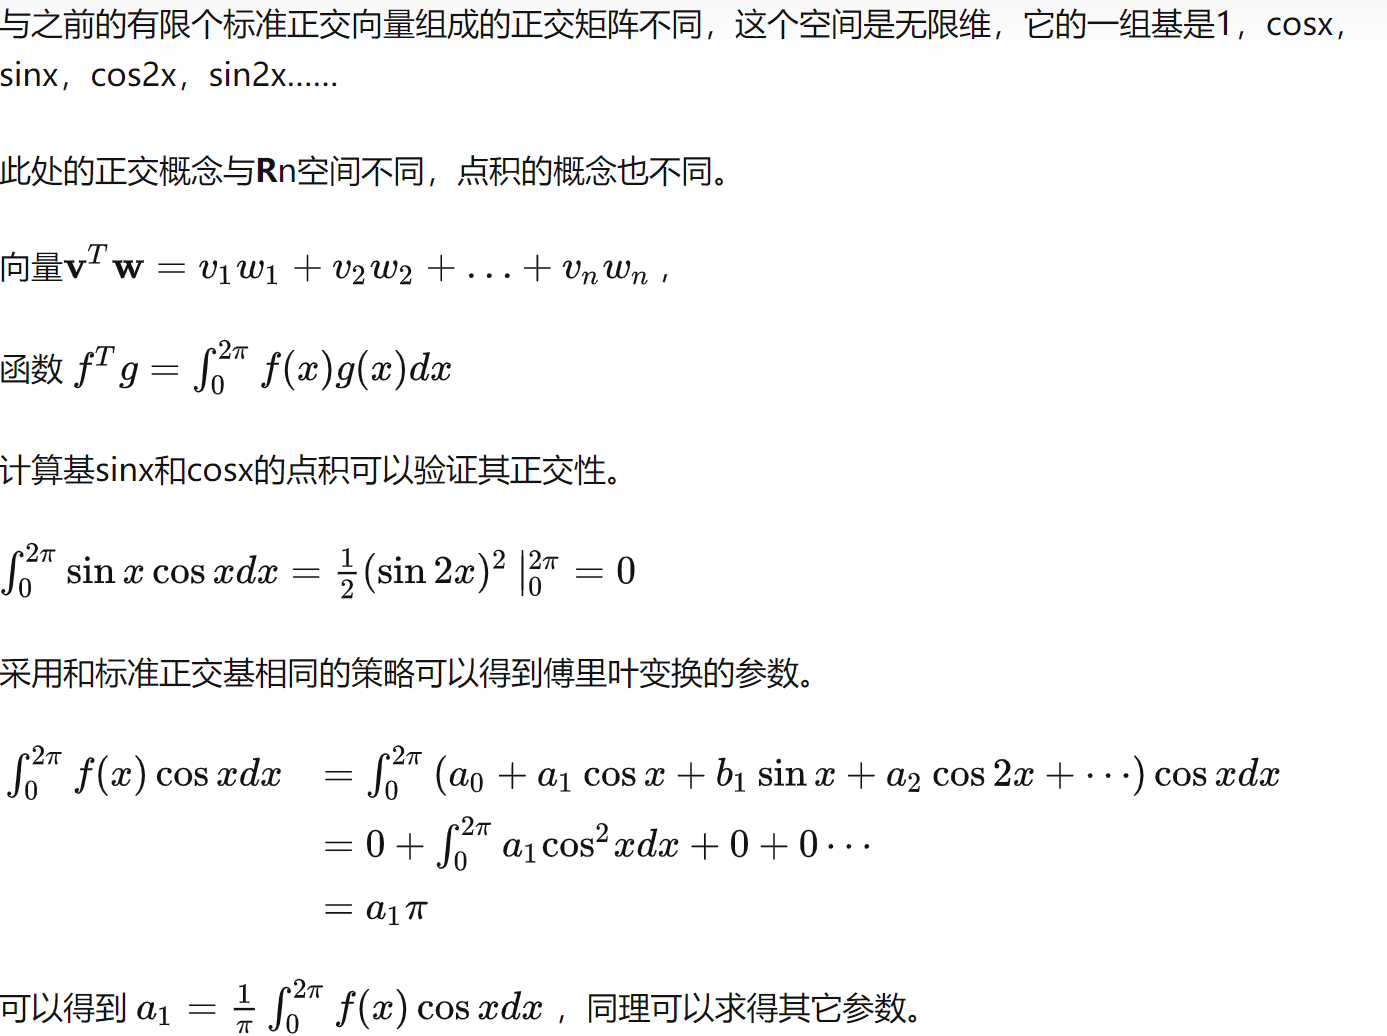 与之前的有限个标准正交向量组成的正交矩阵不同，这个空间是无限维，它的一组基是1，cosx，
sinx，cos2x，sin2x……
此处的正交概念与Rn空间不同，点积的概念也不同。
向量$\mathbf{v}^T\mathbf{w} = v_1w_1 + v_2w_2 + \ldots + v_nw_n$，
函数 $f^Tg = \int_0^{2\pi} f(x)g(x)dx$
计算基sinx和cosx的点积可以验证其正交性。
$\int_0^{2\pi} \sin x \cos xdx = \frac{1}{2}(\sin 2x)^2 |_0^{2\pi} = 0$
采用和标准正交基相同的策略可以得到傅里叶变换的参数。
$\int_0^{2\pi} f(x) \cos xdx = \int_0^{2\pi} (a_0 + a_1 \cos x + b_1 \sin x + a_2 \cos 2x + \cdots) \cos xdx$
$= 0 + \int_0^{2\pi} a_1 \cos^2 xdx + 0 + 0 \cdots$
$= a_1\pi$
可以得到 $a_1 = \frac{1}{\pi} \int_0^{2\pi} f(x) \cos xdx$ ，同理可以求得其它参数。